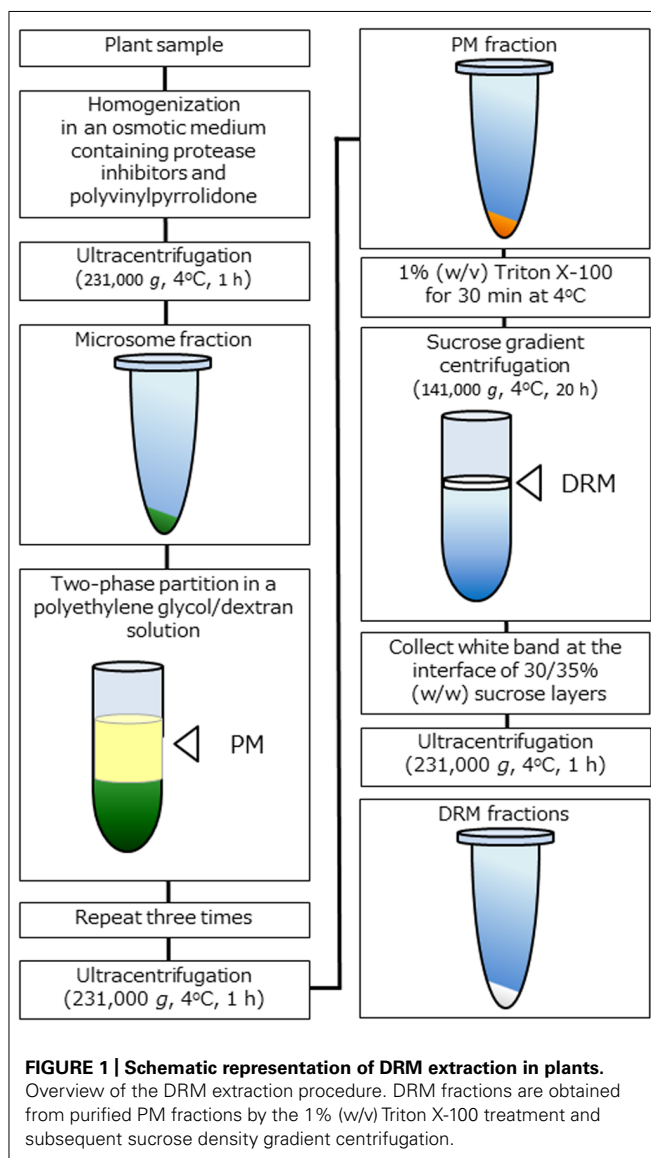 Plant sample
Homogenization
in an osmotic medium
containing protease
inhibitors and
polyvinylpyrrolidone
Ultracentrifugation
(231,000 g, 4ºC, 1 h)
Microsome fraction
Two-phase partition in a
polyethylene glycol/dextran
solution
PM
Repeat three times
Ultracentrifugation
(231,000 g, 4ºC, 1 h)
PM fraction
1% (w/v) Triton X-100
for 30 min at 4ºC
Sucrose gradient
centrifugation
(141,000 g, 4ºC, 20 h)
DRM
Collect white band at the
interface of 30/35%
(w/w) sucrose layers
Ultracentrifugation
(231,000 g, 4ºC, 1 h)
DRM fractions
FIGURE 1 | Schematic representation of DRM extraction in plants.
Overview of the DRM extraction procedure. DRM fractions are obtained
from purified PM fractions by the 1% (w/v) Triton X-100 treatment and
subsequent sucrose density gradient centrifugation.